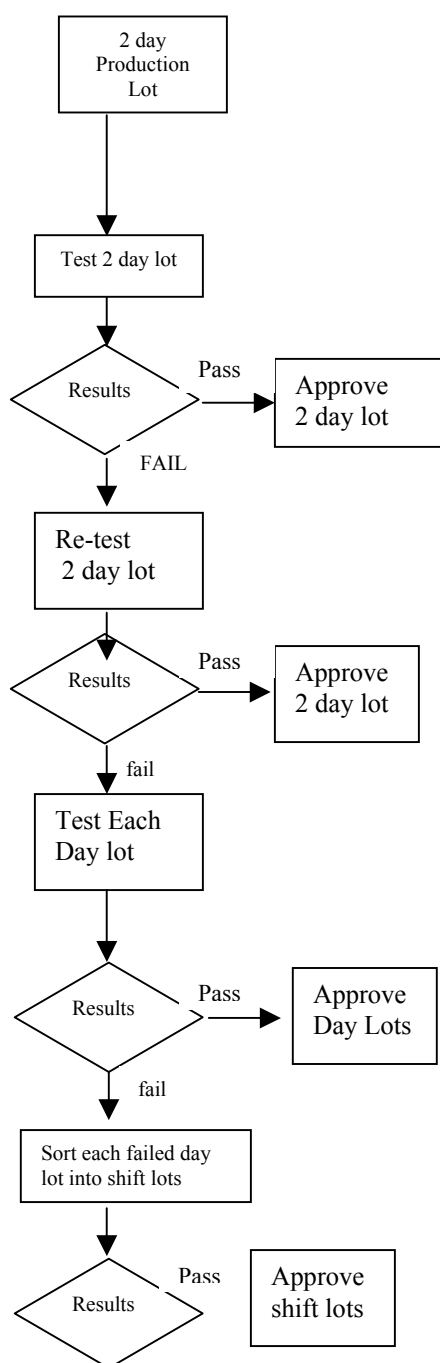 2 day
Production
Lot
Test 2 day lot
Results
Pass
Approve
2 day lot
FAIL
Re-test
2 day lot
Results
Pass
Approve
2 day lot
fail
Test Each
Day lot
Results
Pass
Approve
Day Lots
fail
Sort each failed day
lot into shift lots
Results
Pass
Approve
shift lots